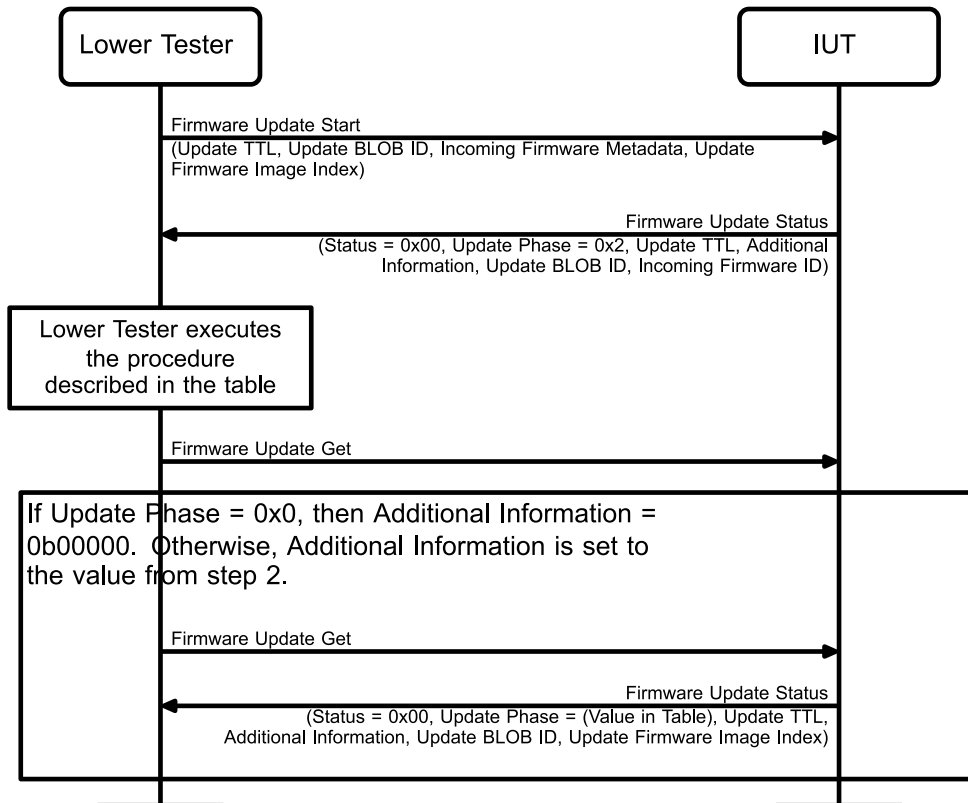 Lower Tester
IUT
Firmware Update Start
(Update TTL, Update BLOB ID, Incoming Firmware Metadata, Update
Firmware Image Index)
Firmware Update Status
(Status = 0x00, Update Phase = 0x2, Update TTL, Additional
Information, Update BLOB ID, Incoming Firmware ID)
Lower Tester executes
the procedure
described in the table
Firmware Update Get
If Update Phase = 0x0, then Additional Information =
0b00000. Otherwise, Additional Information is set to
the value from step 2.
Firmware Update Get
Firmware Update Status
(Status = 0x00, Update Phase = (Value in Table), Update TTL,
Additional Information, Update BLOB ID, Update Firmware Image Index)